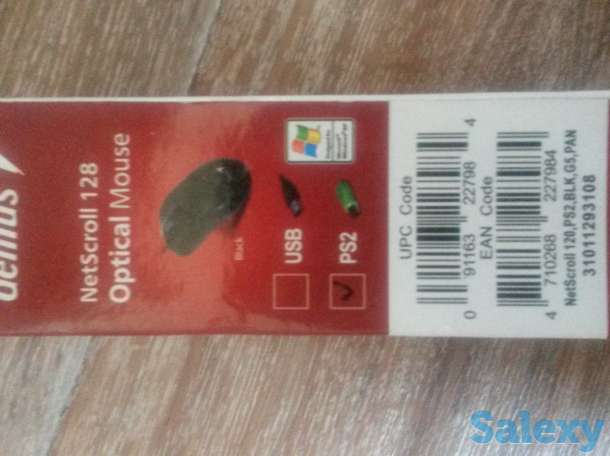 Genius
NetScroll 128
Optical Mouse
Black
USB
PS2
UPC Code
0 91163 22798 4
EAN Code
4 710268 227984
NetScroll 120,PS2,BLK,G5,PAN
31011293108
Salexy